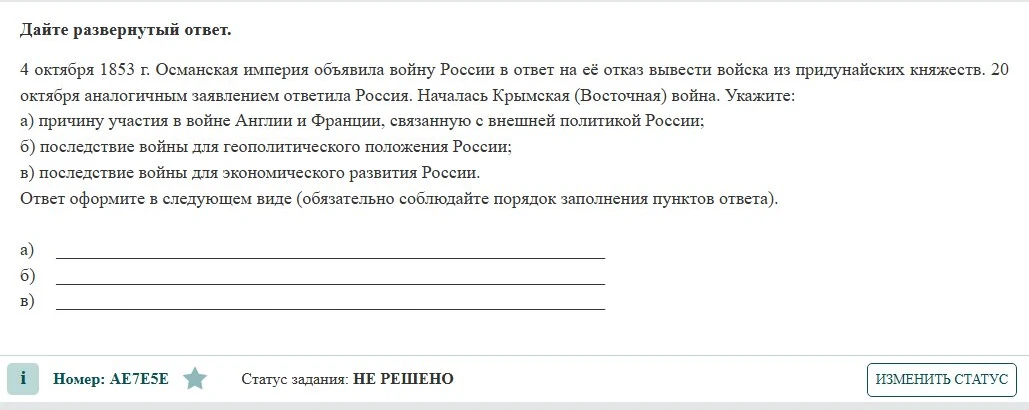 Дайте развернутый ответ.
4 октября 1853 г. Османская империя объявила войну России в ответ на её отказ вывести войска из придунайских княжеств. 20
октября аналогичным заявлением ответила Россия. Началась Крымская (Восточная) война. Укажите:
а) причину участия в войне Англии и Франции, связанную с внешней политикой России;
б) последствие войны для геополитического положения России;
в) последствие войны для экономического развития России.
Ответ оформите в следующем виде (обязательно соблюдайте порядок заполнения пунктов ответа).
а) ____________________
б) ____________________
в) ____________________
i Номер: AE7E5E Статус задания: НЕ РЕШЕНО ИЗМЕНИТЬ СТАТУС